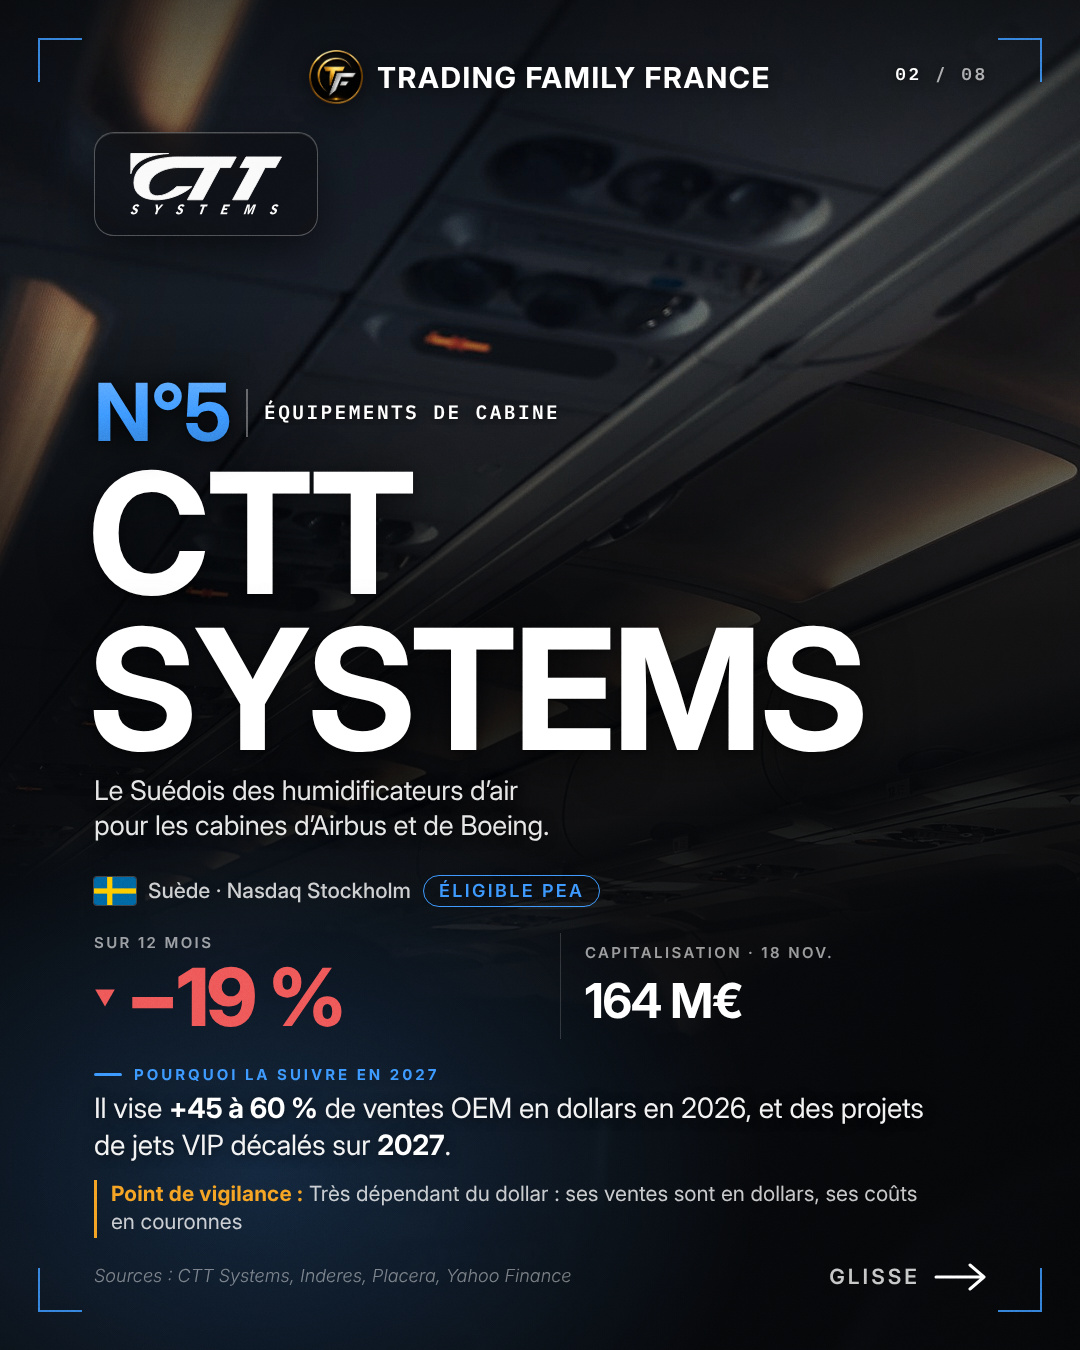 TF TRADING FAMILY FRANCE
02 / 08
CTT
SYSTEMS
N°5
ÉQUIPEMENTS DE CABINE
CTT
SYSTEMS
Le Suédois des humidificateurs d’air
pour les cabines d’Airbus et de Boeing.
Suède · Nasdaq Stockholm
ÉLIGIBLE PEA
SUR 12 MOIS
▼ –19 %
CAPITALISATION · 18 NOV.
164 M€
POURQUOI LA SUIVRE EN 2027
Il vise +45 à 60 % de ventes OEM en dollars en 2026, et des projets
de jets VIP décalés sur 2027.
Point de vigilance : Très dépendant du dollar : ses ventes sont en dollars, ses coûts
en couronnes
Sources : CTT Systems, Inderes, Placera, Yahoo Finance
GLISSE →